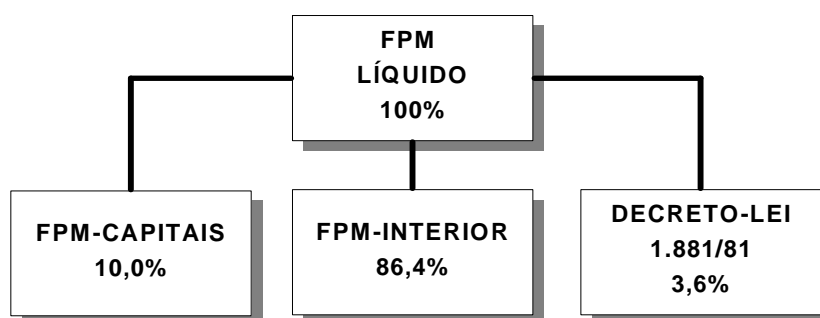 FPM
LÍQUIDO
100%
FPM-CAPITAIS
10,0%
FPM-INTERIOR
86,4%
DECRETO-LEI
1.881/81
3,6%